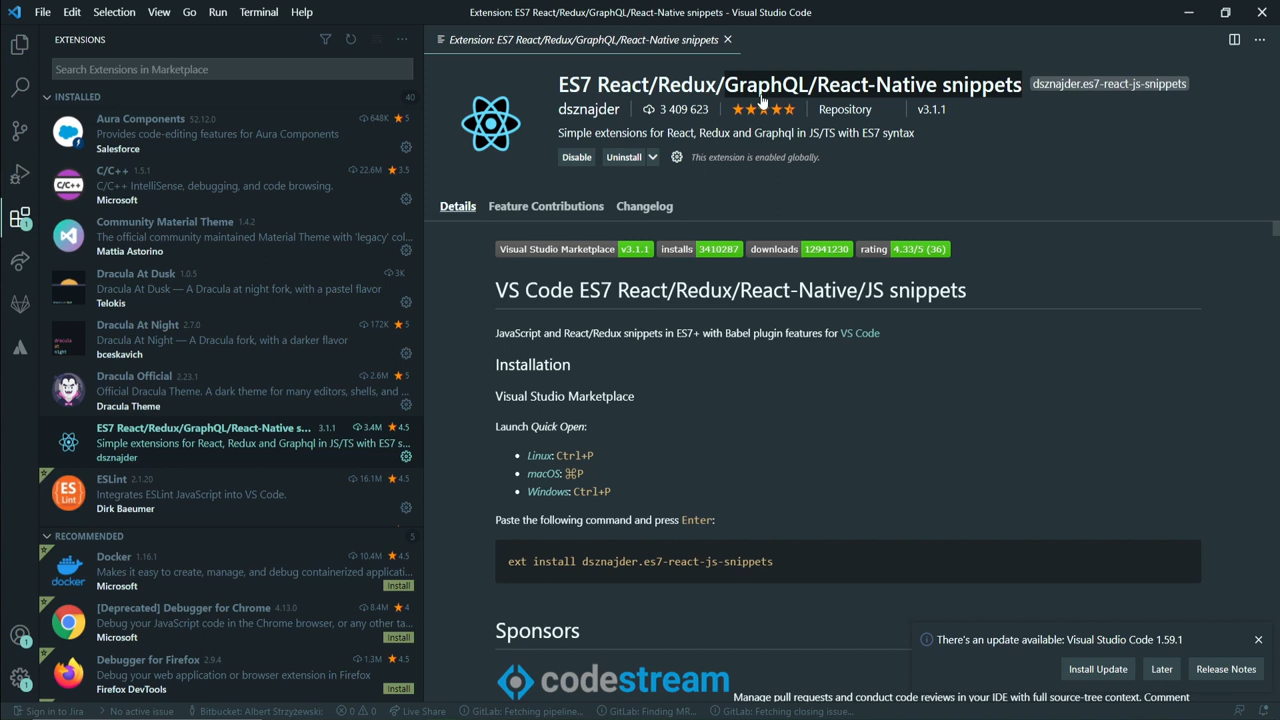 File Edit Selection View Go Run Terminal Help
Extension: ES7 React/Redux/GraphQL/React-Native snippets - Visual Studio Code
EXTENSIONS
Search Extensions in Marketplace
INSTALLED 40
Aura Components 52.12.0 648K 5
Provides code-editing features for Aura Components
Salesforce
C/C++ 1.5.1 22.6M 3.5
C/C++ IntelliSense, debugging, and code browsing.
Microsoft
Community Material Theme 1.4.2
The official community maintained Material Theme with 'legacy' col...
Mattia Astorino
Dracula At Dusk 1.0.5 3K
Dracula At Dusk — A Dracula at night fork, with a pastel flavor
Telokis
Dracula At Night 2.7.0 172K 5
Dracula At Night — A Dracula fork, with a darker flavor
bceskavich
Dracula Official 2.23.1 2.6M 5
Official Dracula Theme. A dark theme for many editors, shells, and ...
Dracula Theme
ES7 React/Redux/GraphQL/React-Native s... 3.1.1 3.4M 4.5
Simple extensions for React, Redux and Graphql in JS/TS with ES7 s...
dsznajder
ESLint 2.1.20 16.1M 4.5
Integrates ESLint JavaScript into VS Code.
Dirk Baeumer
RECOMMENDED 5
Docker 1.16.1 10.4M 4.5
Makes it easy to create, manage, and debug containerized applicati...
Microsoft Install
[Deprecated] Debugger for Chrome 4.13.0 8.4M 4
Debug your JavaScript code in the Chrome browser, or any other ta...
Microsoft Install
Debugger for Firefox 2.9.4 1.3M 4.5
Debug your web application or browser extension in Firefox
Firefox DevTools Install
Extension: ES7 React/Redux/GraphQL/React-Native snippets
ES7 React/Redux/GraphQL/React-Native snippets dsznajder.es7-react-js-snippets
dsznajder 3 409 623 Repository v3.1.1
Simple extensions for React, Redux and Graphql in JS/TS with ES7 syntax
Disable Uninstall This extension is enabled globally.
Details Feature Contributions Changelog
Visual Studio Marketplace v3.1.1 installs 3410287 downloads 12941230 rating 4.33/5 (36)
VS Code ES7 React/Redux/React-Native/JS snippets
JavaScript and React/Redux snippets in ES7+ with Babel plugin features for VS Code
Installation
Visual Studio Marketplace
Launch Quick Open:
• Linux: Ctrl+P
• macOS: ⌘P
• Windows: Ctrl+P
Paste the following command and press Enter:
ext install dsznajder.es7-react-js-snippets
Sponsors
codestream
Manage pull requests and conduct code reviews in your IDE with full source-tree context. Comment
There's an update available: Visual Studio Code 1.59.1
Install Update Later Release Notes
Sign in to Jira No active issue Bitbucket: Albert Strzyżewski: 0 0 Live Share GitLab: Fetching pipeline... GitLab: Finding MR... GitLab: Fetching closing issue...